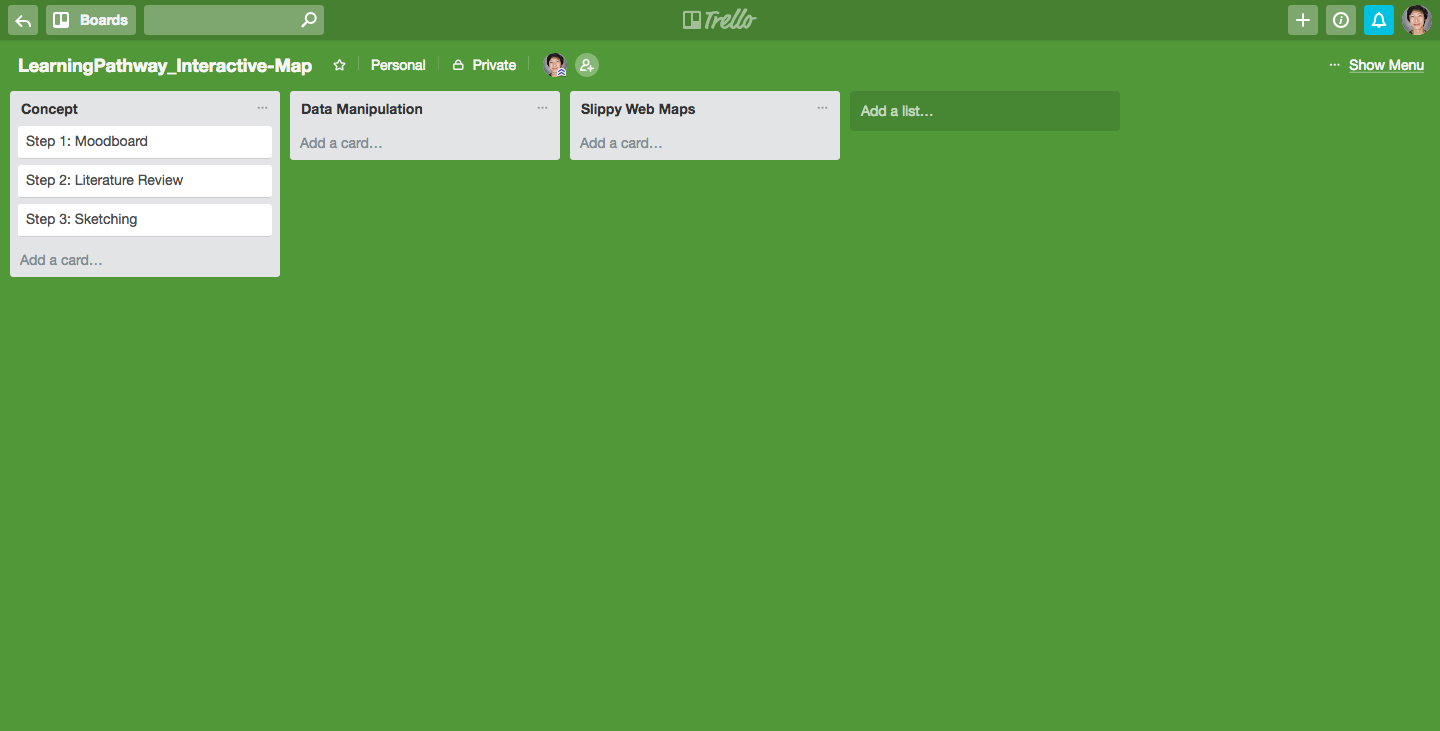 Boards
Trello
LearningPathway_Interactive-Map
Personal
Private
... Show Menu
Concept ...
Step 1: Moodboard
Step 2: Literature Review
Step 3: Sketching
Add a card...
Data Manipulation ...
Add a card...
Slippy Web Maps ...
Add a card...
Add a list...